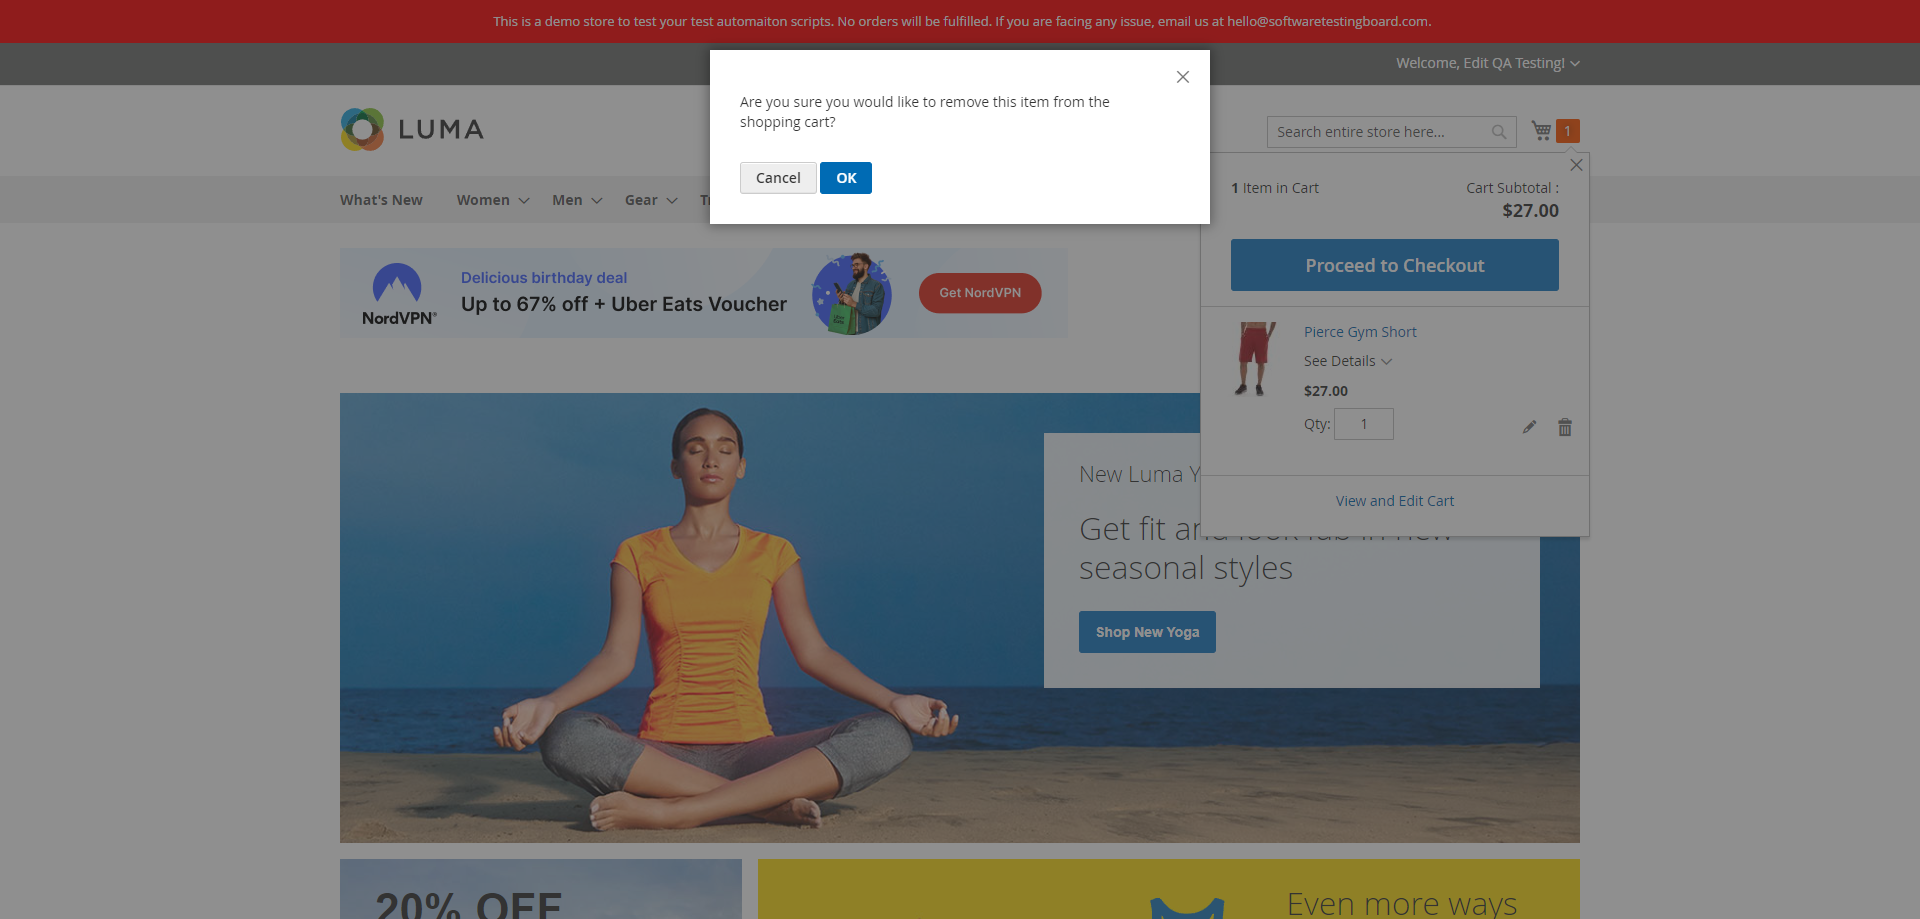 This is a demo store to test your test automaiton scripts. No orders will be fulfilled. If you are facing any issue, email us at hello@softwaretestingboard.com.
Welcome, Edit QA Testing!
Are you sure you would like to remove this item from the
shopping cart?
Cancel OK
LUMA
Search entire store here...
1
What's New Women Men Gear
1 Item in Cart
Cart Subtotal :
$27.00
Proceed to Checkout
Pierce Gym Short
See Details
$27.00
Qty: 1
View and Edit Cart
NordVPN®
Delicious birthday deal
Up to 67% off + Uber Eats Voucher
Get NordVPN
New Luma
Get fit and look fab in new
seasonal styles
Shop New Yoga
20% OFF
Even more ways